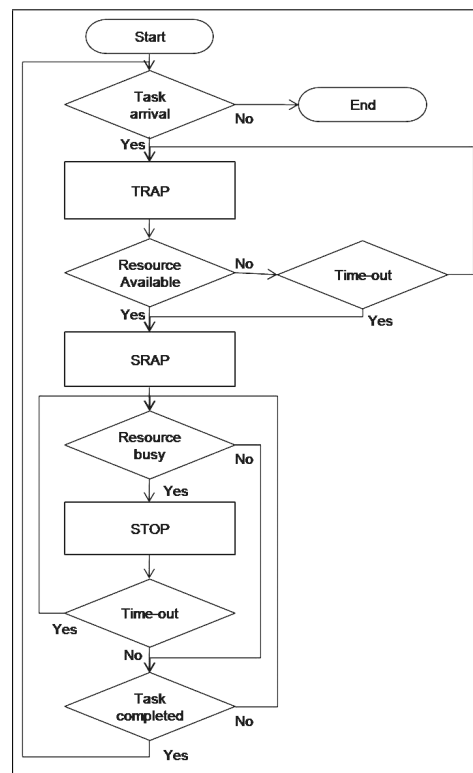 Start
Task
arrival
No
End
Yes
TRAP
Resource
Available
No
Time-out
Yes
Yes
SRAP
Resource
busy
No
Yes
STOP
Time-out
Yes
No
Task
completed
No
Yes